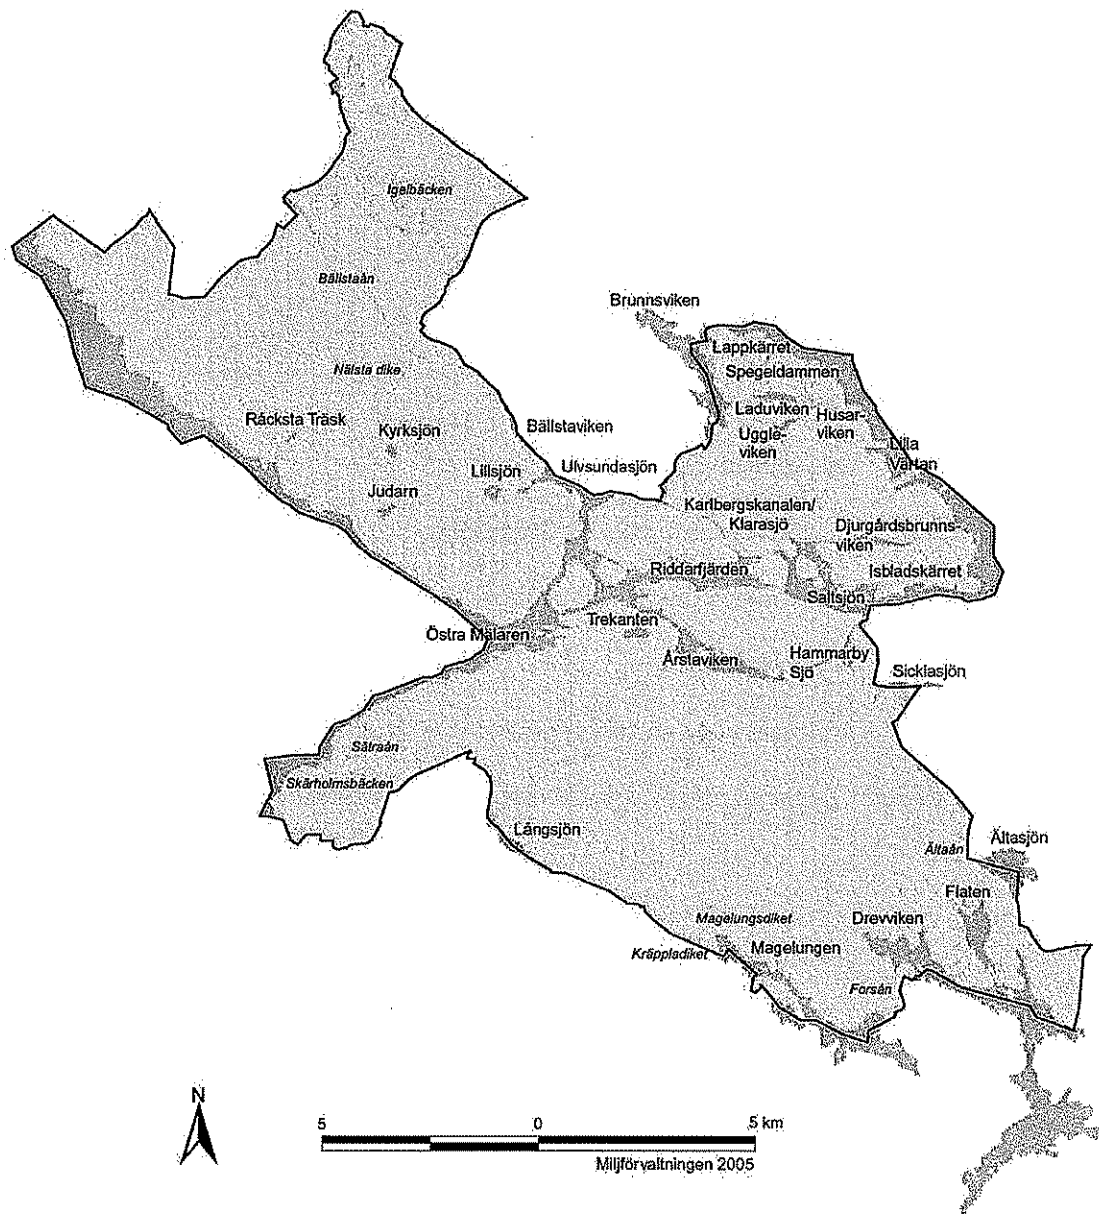 Igelbäcken
Bällstaån
Brunnsviken
Lappkärret
Spegeldammen
Nälsta dike
Laduviken
Husar-
viken
Råcksta Träsk
Kyrksjön
Bällstaviken
Uggle-
viken
Lilla
Värtan
Lillsjön
Ulvsundasjön
Judarn
Karlbergskanalen/
Klarasjö
Djurgårdsbrunns-
viken
Riddarfjärden
Isbladskärret
Saltsjön
Östra Mälaren
Trekanten
Årstaviken
Hammarby
Sjö
Sicklasjön
Sätraån
Skärholmsbäcken
Långsjön
Ältaån
Ältasjön
Flaten
Magelungsdiket
Drevviken
Kräppladiket
Magelungen
Forsån
N
5 0 5 km
Miljförvaltningen 2005